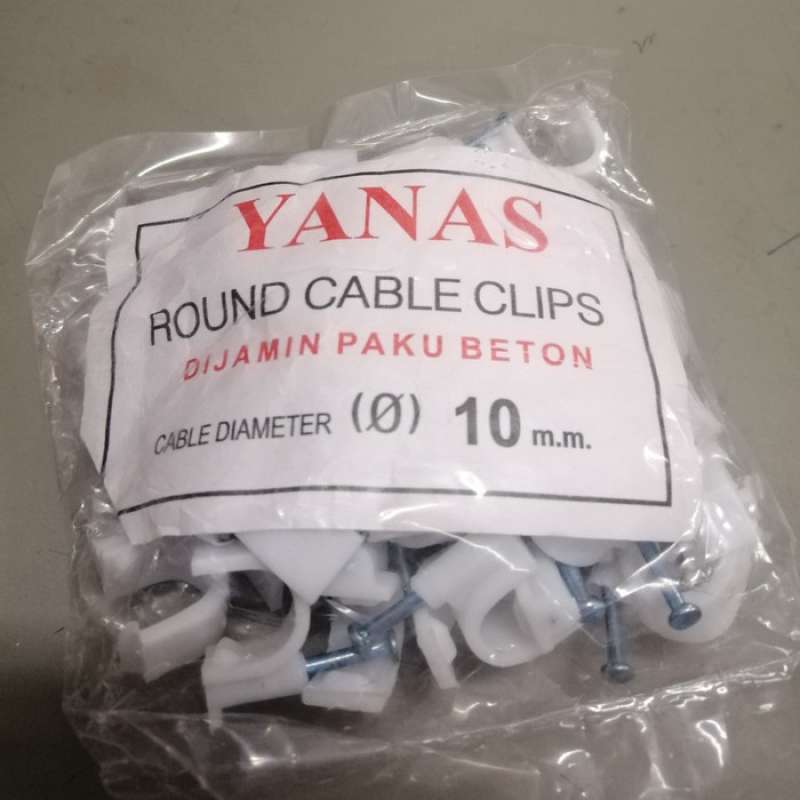 YANAS
ROUND CABLE CLIPS
DIJAMIN PAKU BETON
CABLE DIAMETER (Ø) 10 m.m.